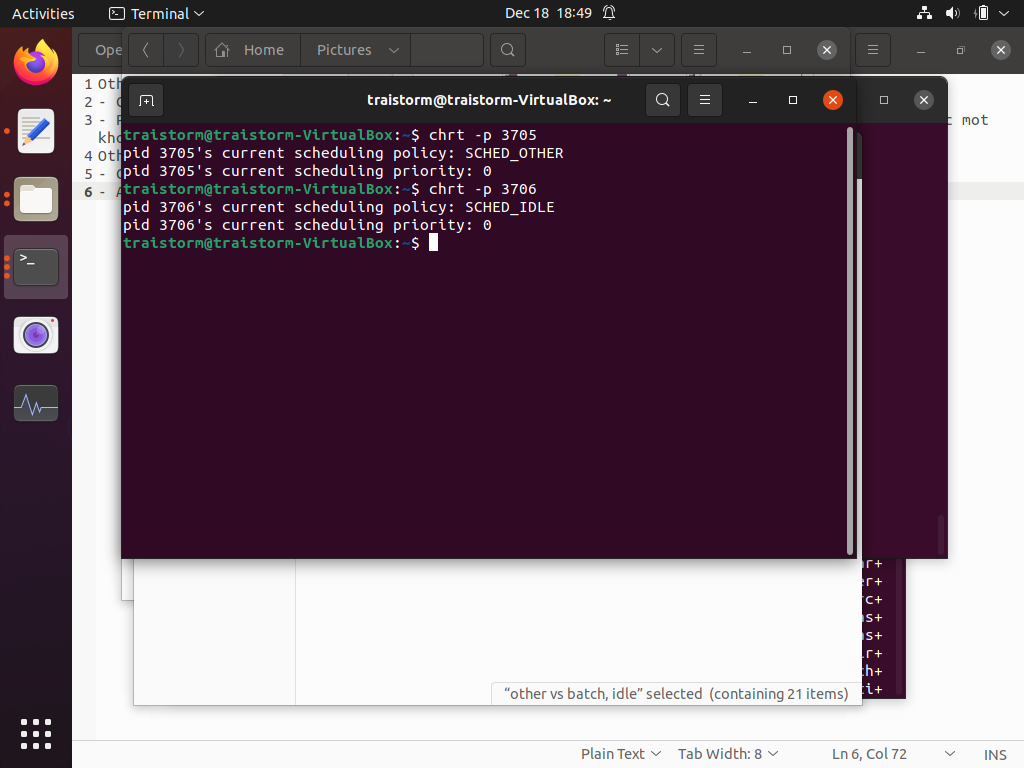 Activities Terminal Dec 18 18:49
Ope Home Pictures
traistorm@traistorm-VirtualBox: ~
1 Oth
2 - C
3 - F c mot
kho
4 Oth
5 - C
6 - A
traistorm@traistorm-VirtualBox:~$ chrt -p 3705
pid 3705's current scheduling policy: SCHED_OTHER
pid 3705's current scheduling priority: 0
traistorm@traistorm-VirtualBox:~$ chrt -p 3706
pid 3706's current scheduling policy: SCHED_IDLE
pid 3706's current scheduling priority: 0
traistorm@traistorm-VirtualBox:~$
er+
rc+
ns+
ns+
ir+
th+
ti+
“other vs batch, idle” selected (containing 21 items)
Plain Text Tab Width: 8 Ln 6, Col 72 INS